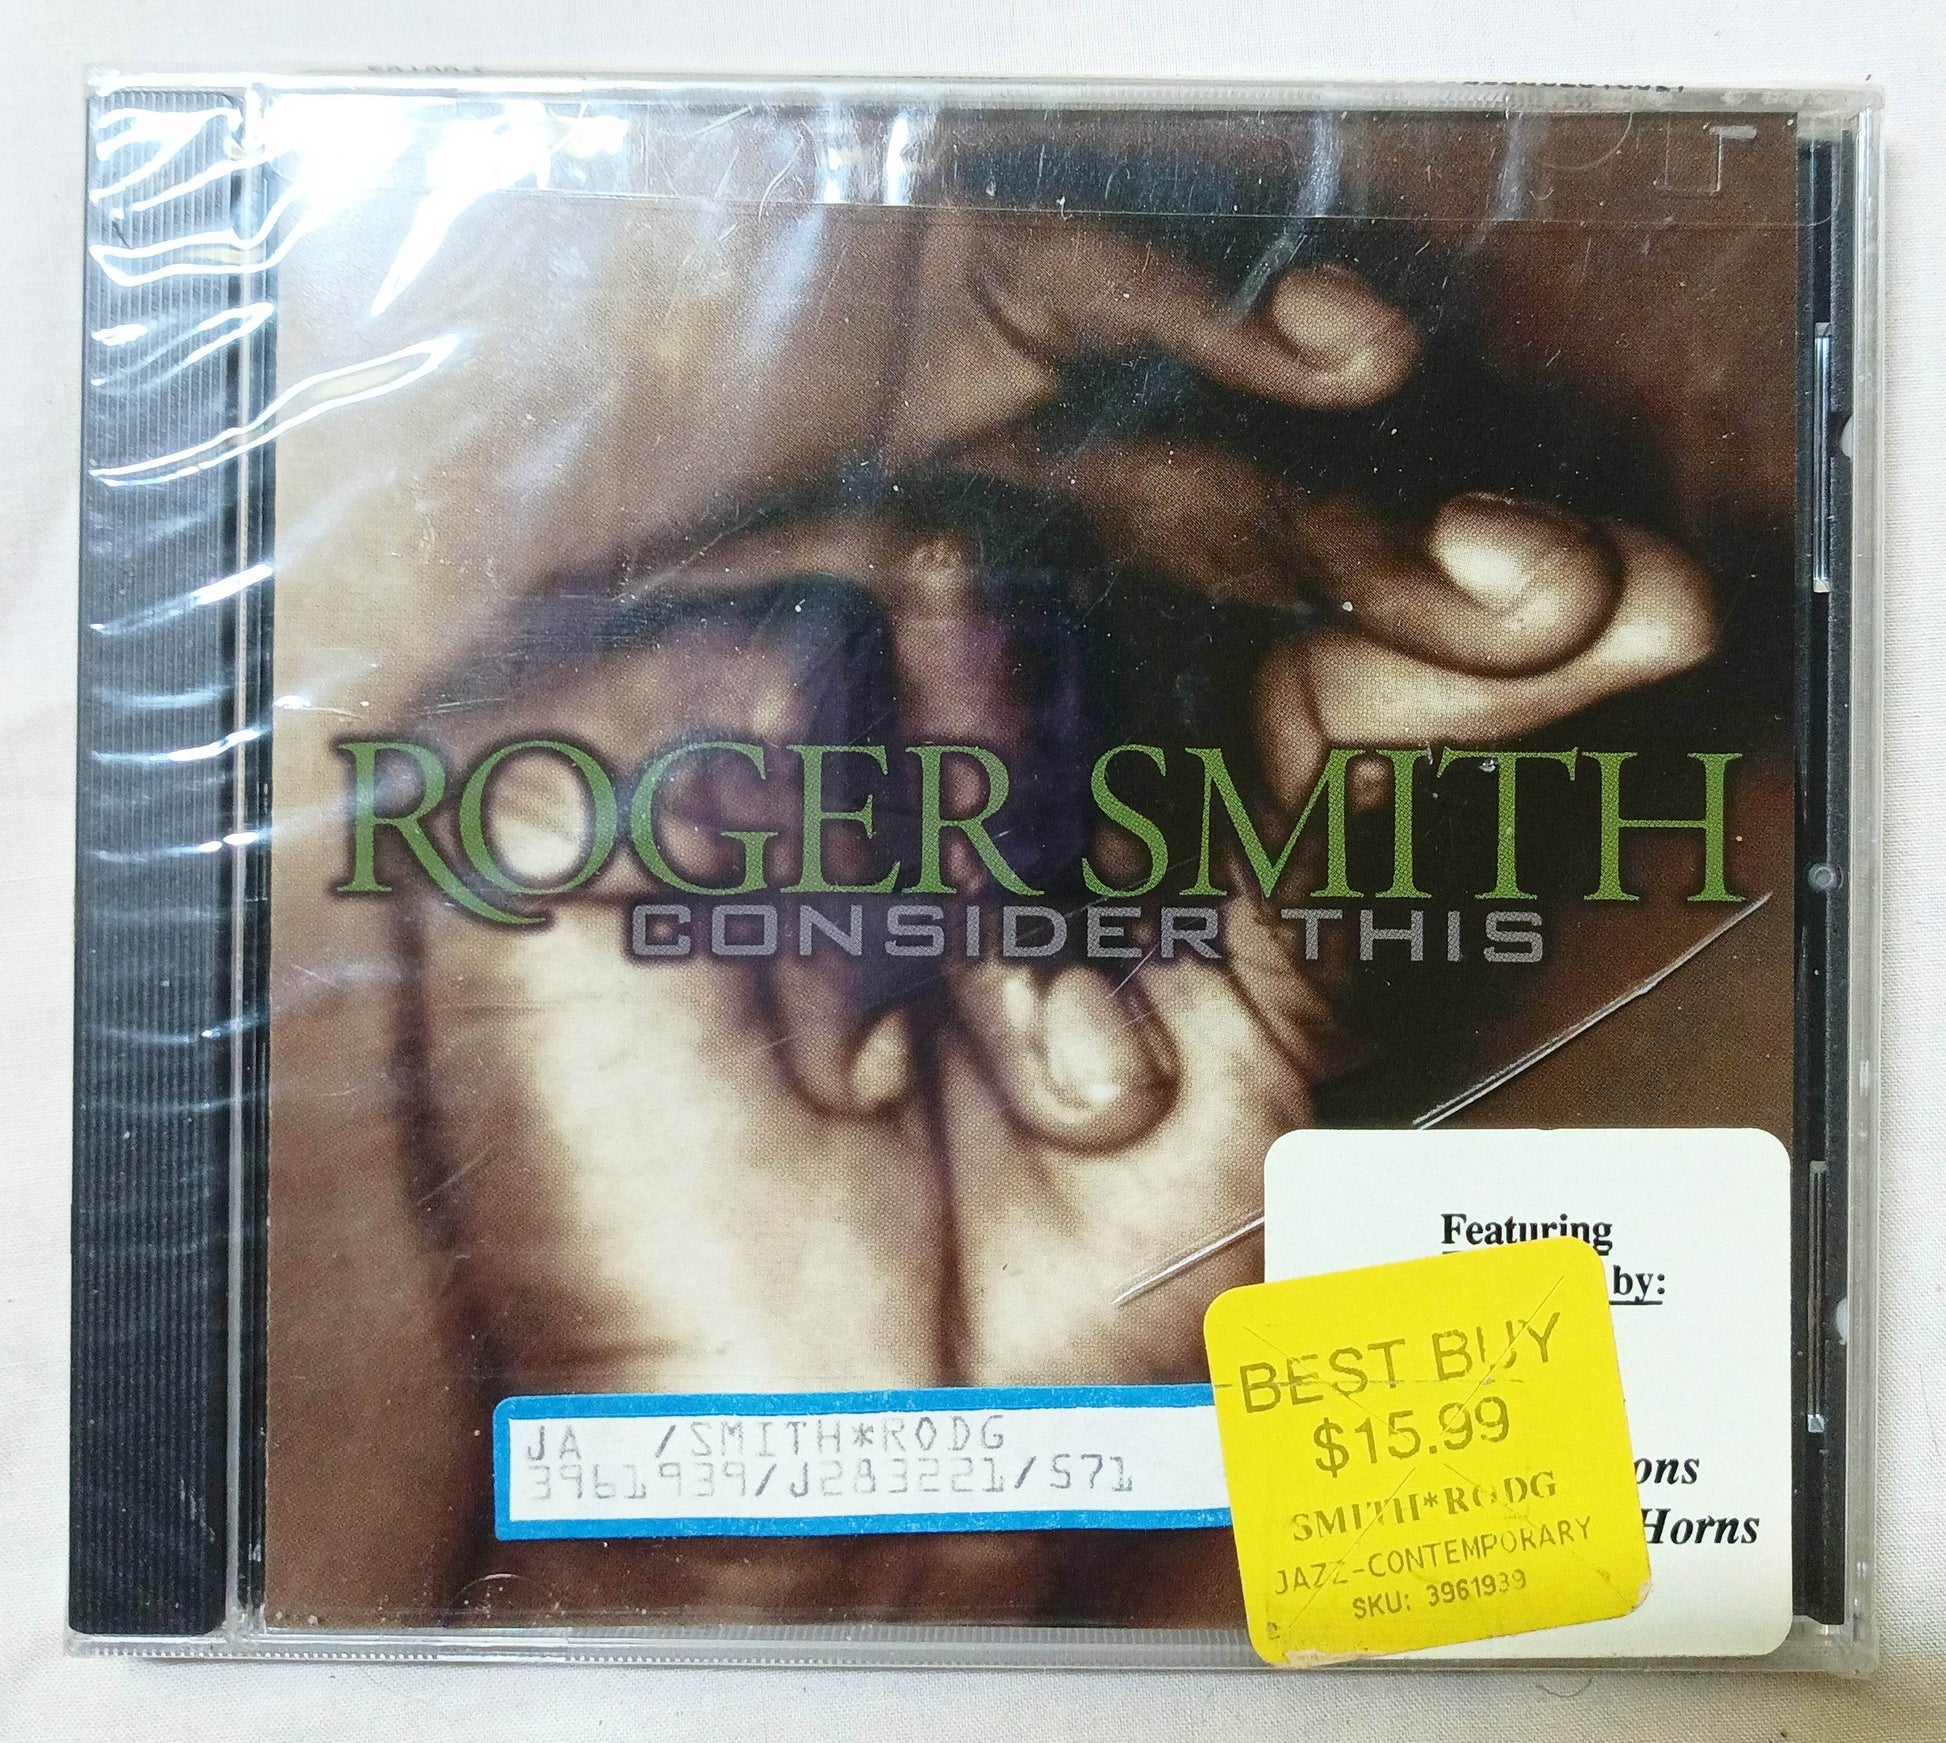 ROGER SMITH
CONSIDER THIS
Featuring
by:
ons
Horns
JA /SMITH*RODG
3961939/J283221/571
BEST BUY
$15.99
SMITH*RODG
JAZZ-CONTEMPORARY
SKU: 3961939